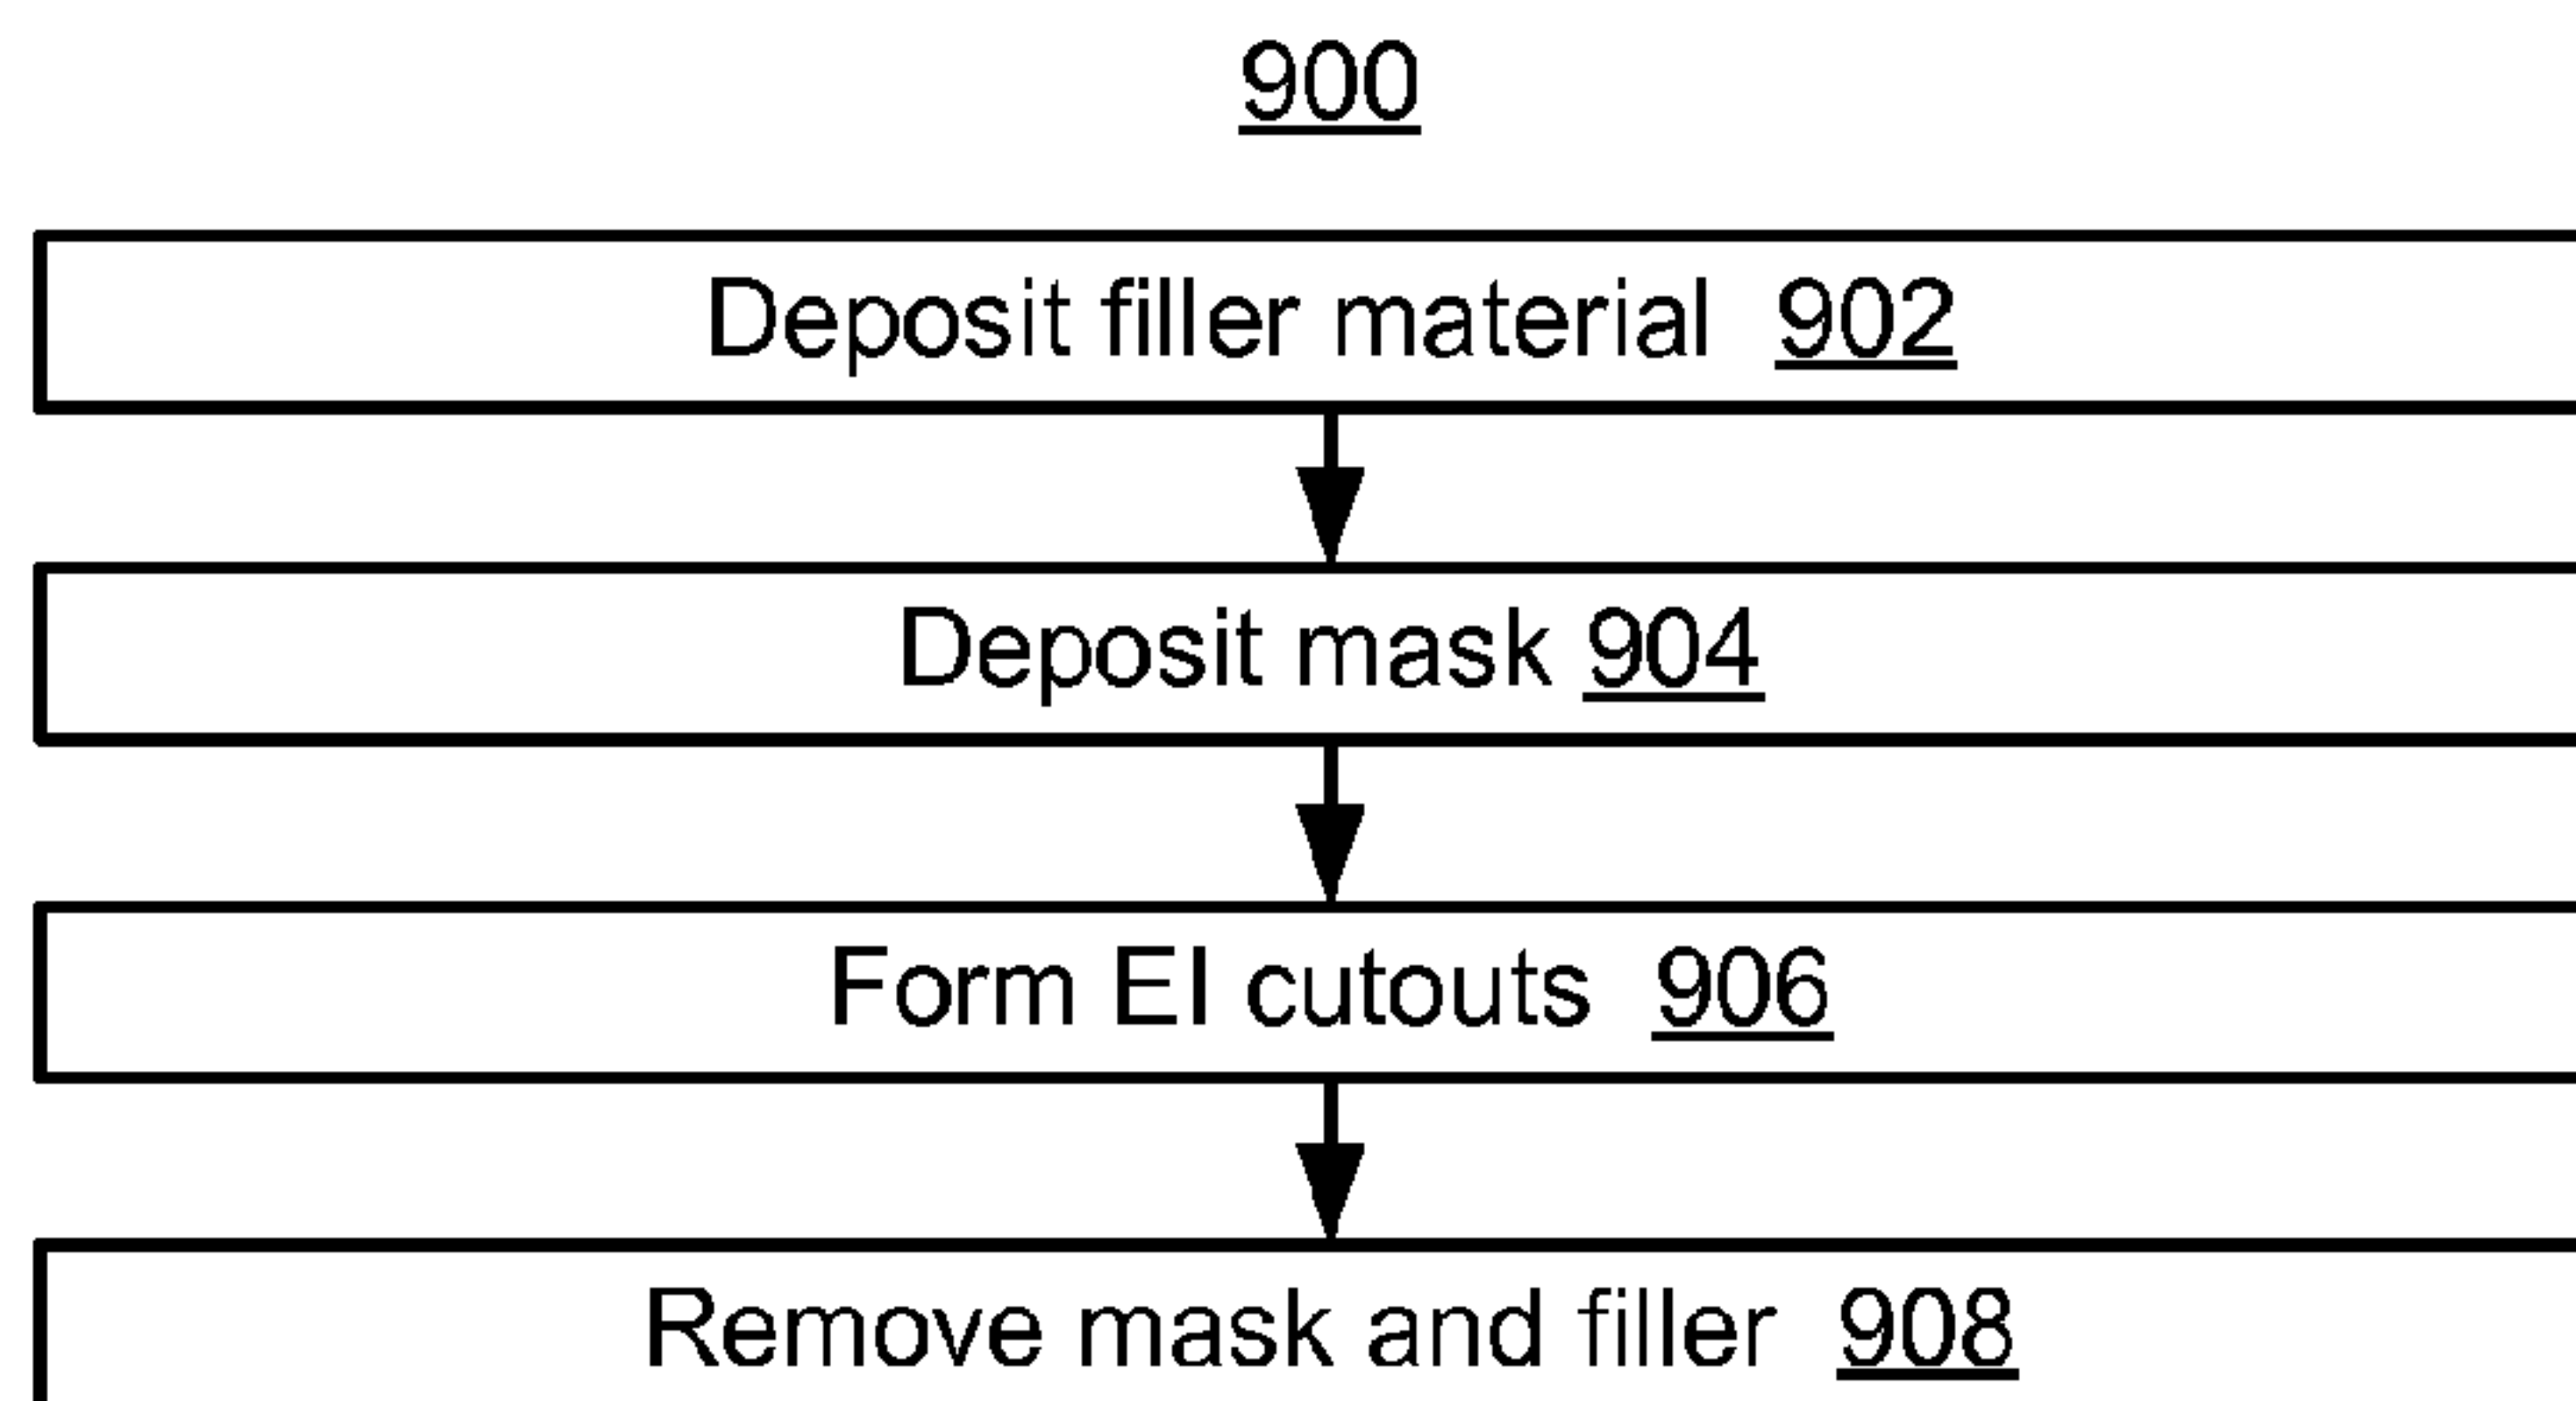 900
Deposit filler material 902
Deposit mask 904
Form EI cutouts 906
Remove mask and filler 908